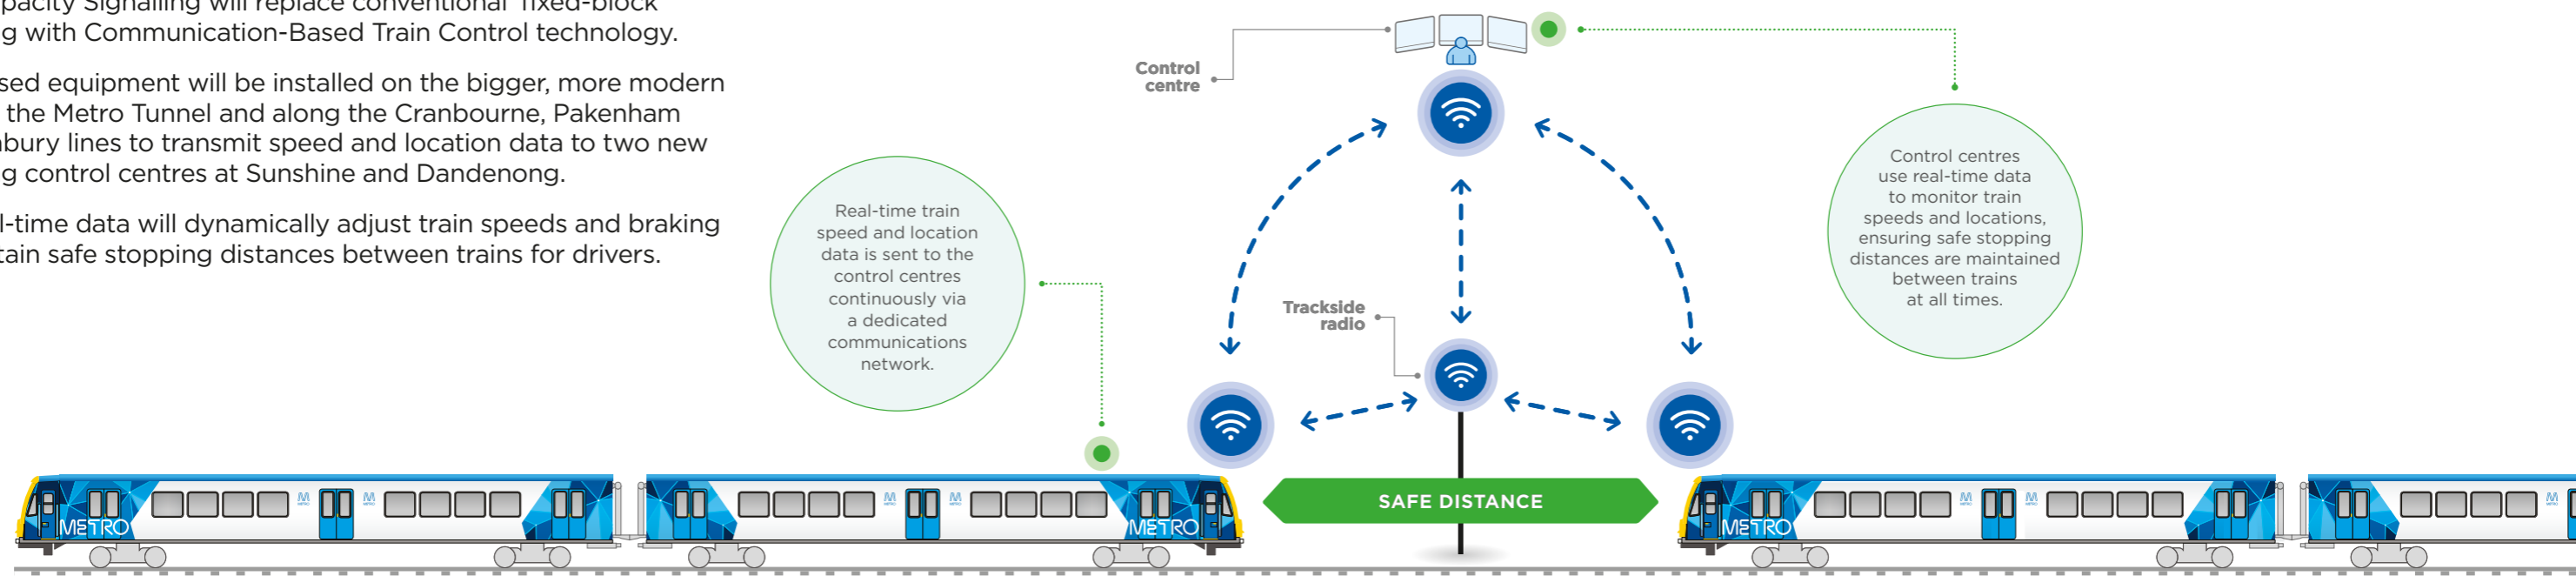 pacity Signalling will replace conventional 'fixed-block'
g with Communication-Based Train Control technology.
sed equipment will be installed on the bigger, more modern
the Metro Tunnel and along the Cranbourne, Pakenham
bury lines to transmit speed and location data to two new
g control centres at Sunshine and Dandenong.
l-time data will dynamically adjust train speeds and braking
tain safe stopping distances between trains for drivers.
Real-time train
speed and location
data is sent to the
control centres
continuously via
a dedicated
communications
network.
Control
centre
Trackside
radio
Control centres
use real-time data
to monitor train
speeds and locations,
ensuring safe stopping
distances are maintained
between trains
at all times.
SAFE DISTANCE
METRO
METRO
METRO